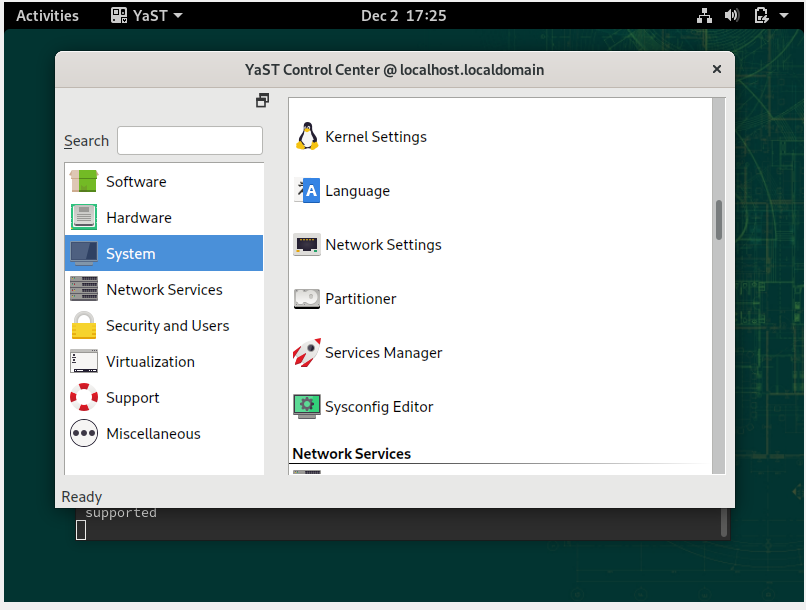 Activities YaST Dec 2 17:25
YaST Control Center @ localhost.localdomain
Search
Software
Hardware
System
Network Services
Security and Users
Virtualization
Support
Miscellaneous
Kernel Settings
A Language
Network Settings
Partitioner
Services Manager
Sysconfig Editor
Network Services
Ready
supported